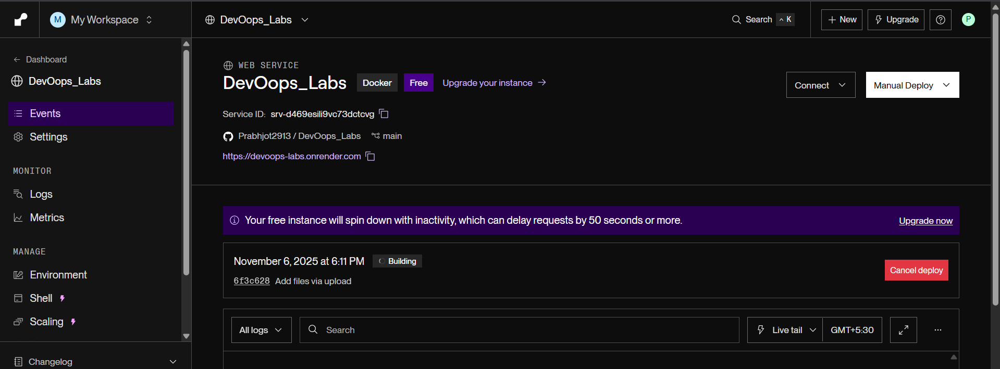 M My Workspace
DevOops_Labs
Search ^ K
+ New
Upgrade
P
← Dashboard
DevOops_Labs
Events
Settings
MONITOR
Logs
Metrics
MANAGE
Environment
Shell
Scaling
Changelog
WEB SERVICE
DevOops_Labs Docker Free Upgrade your instance →
Connect
Manual Deploy
Service ID: srv-d469esili9vc73dctcvg
Prabhjot2913 / DevOops_Labs main
https://devoops-labs.onrender.com
Your free instance will spin down with inactivity, which can delay requests by 50 seconds or more.
Upgrade now
November 6, 2025 at 6:11 PM Building
6f3c628 Add files via upload
Cancel deploy
All logs
Search
Live tail
GMT+5:30
...